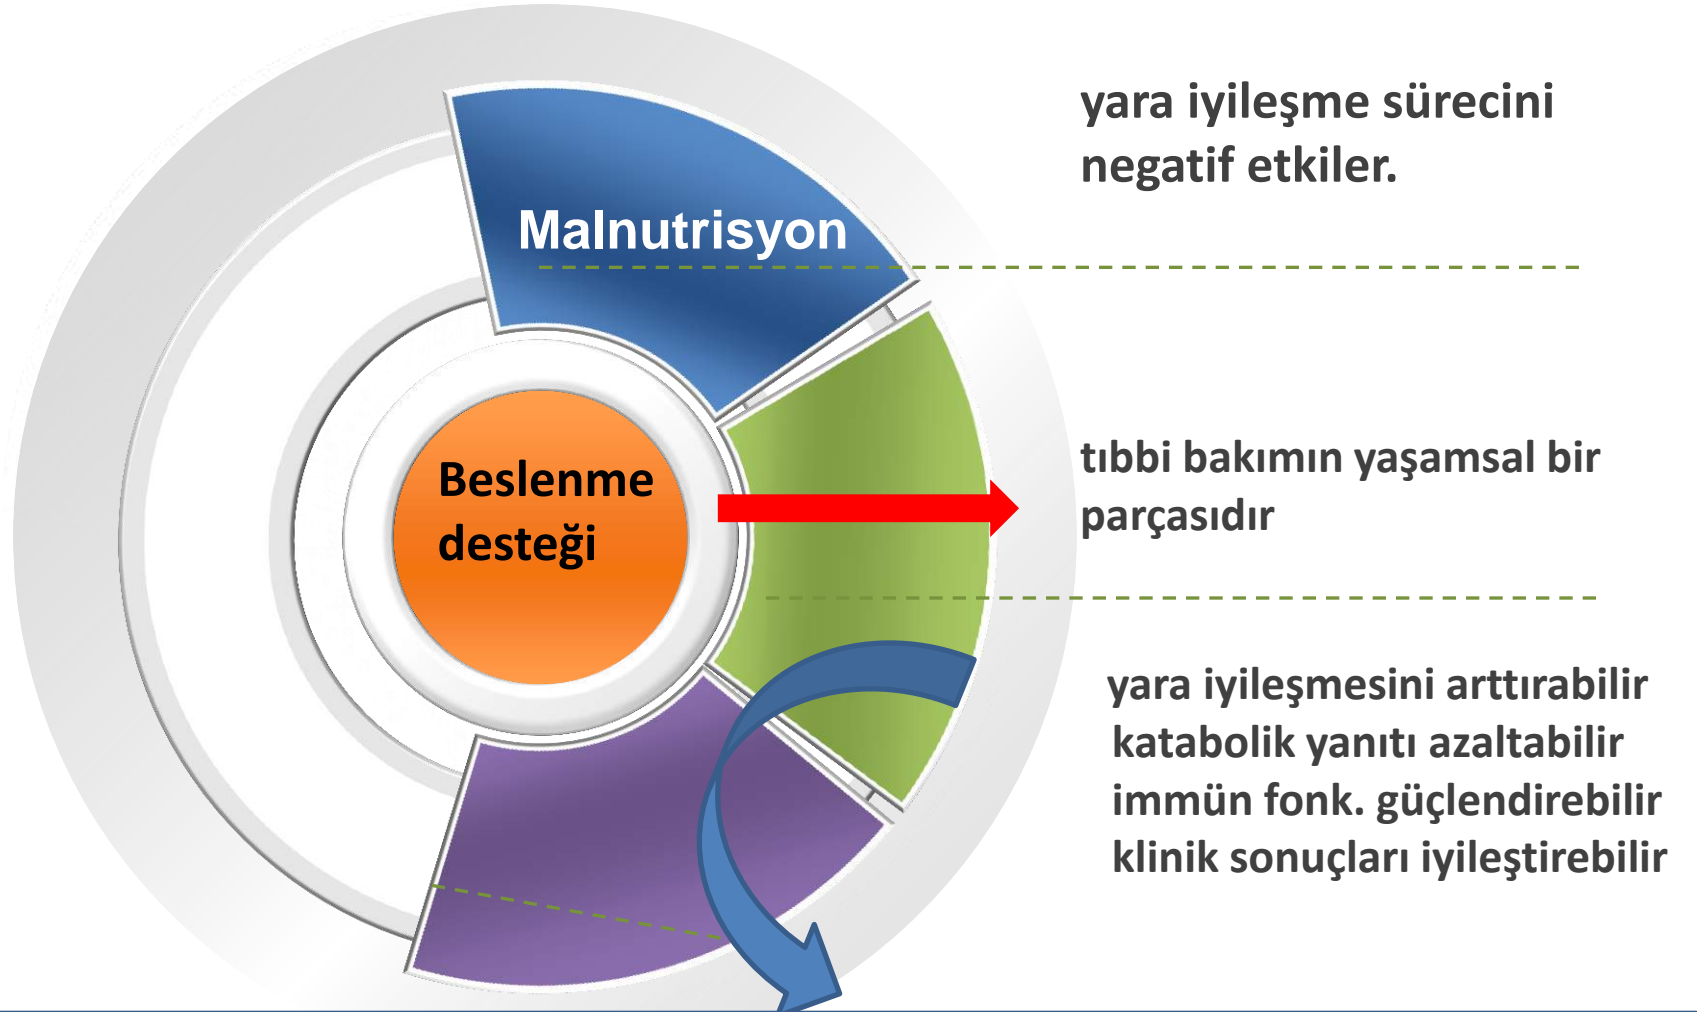 yara iyileşme sürecini
negatif etkiler.
Malnutrisyon
Beslenme
desteği
tıbbi bakımın yaşamsal bir
parçasıdır
yara iyileşmesini arttırabilir
katabolik yanıtı azaltabilir
immün fonk. güçlendirebilir
klinik sonuçları iyileştirebilir